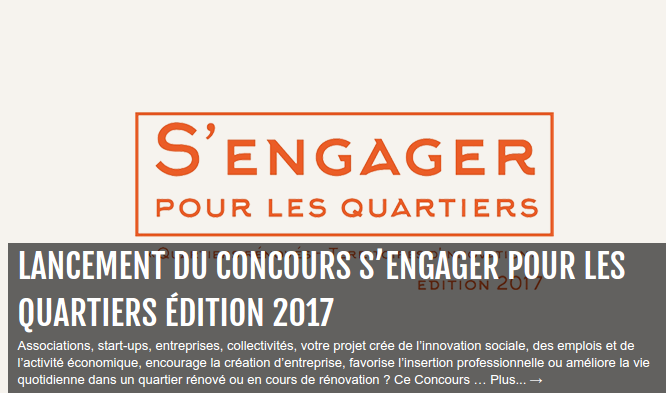 S'ENGAGER
POUR LES QUARTIERS
ÉDITION 2017
LANCEMENT DU CONCOURS S'ENGAGER POUR LES
QUARTIERS ÉDITION 2017
Associations, start-ups, entreprises, collectivités, votre projet crée de l'innovation sociale, des emplois et de
l'activité économique, encourage la création d'entreprise, favorise l'insertion professionnelle ou améliore la vie
quotidienne dans un quartier rénové ou en cours de rénovation ? Ce Concours … Plus... →